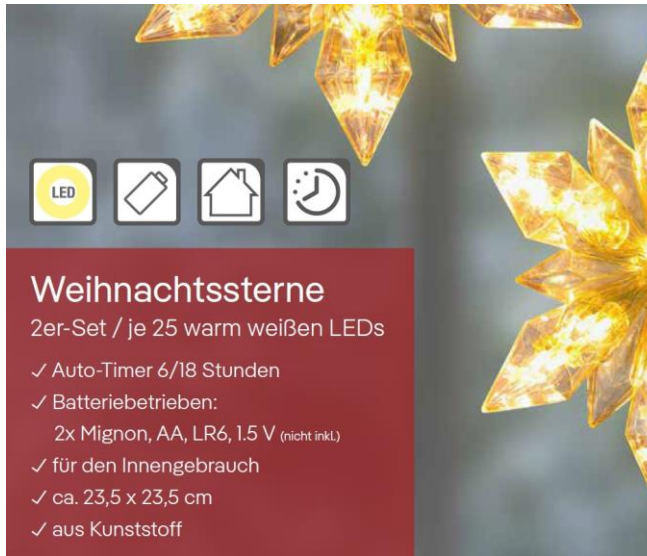 LED
Weihnachtssterne
2er-Set / je 25 warm weißen LEDs
✓ Auto-Timer 6/18 Stunden
✓ Batteriebetrieben:
2x Mignon, AA, LR6, 1.5 V (nicht inkl.)
✓ für den Innengebrauch
✓ ca. 23,5 x 23,5 cm
✓ aus Kunststoff